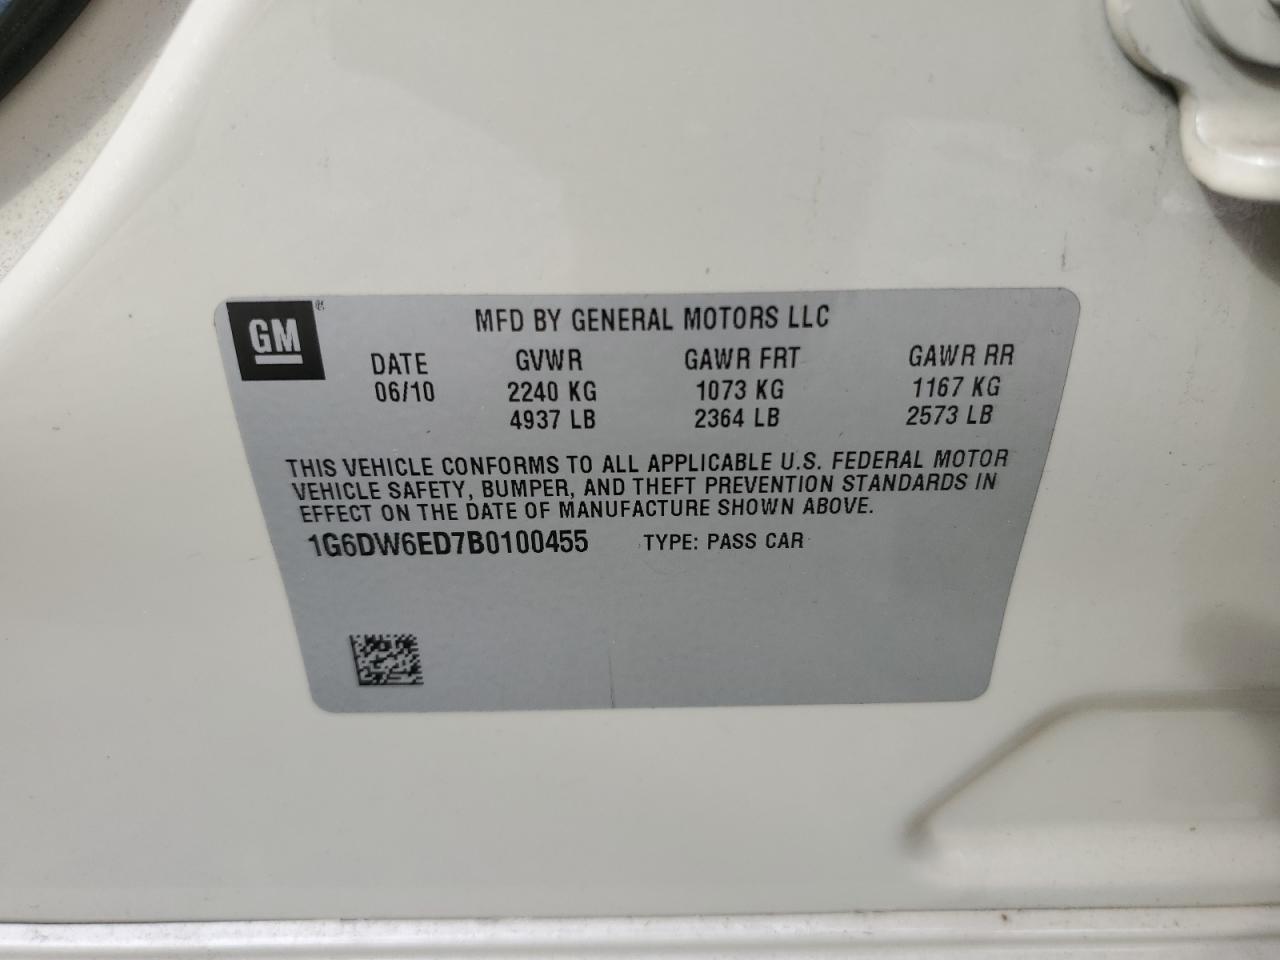 GM ®
MFD BY GENERAL MOTORS LLC
DATE GVWR GAWR FRT GAWR RR
06/10 2240 KG 1073 KG 1167 KG
4937 LB 2364 LB 2573 LB
THIS VEHICLE CONFORMS TO ALL APPLICABLE U.S. FEDERAL MOTOR
VEHICLE SAFETY, BUMPER, AND THEFT PREVENTION STANDARDS IN
EFFECT ON THE DATE OF MANUFACTURE SHOWN ABOVE.
1G6DW6ED7B0100455 TYPE: PASS CAR